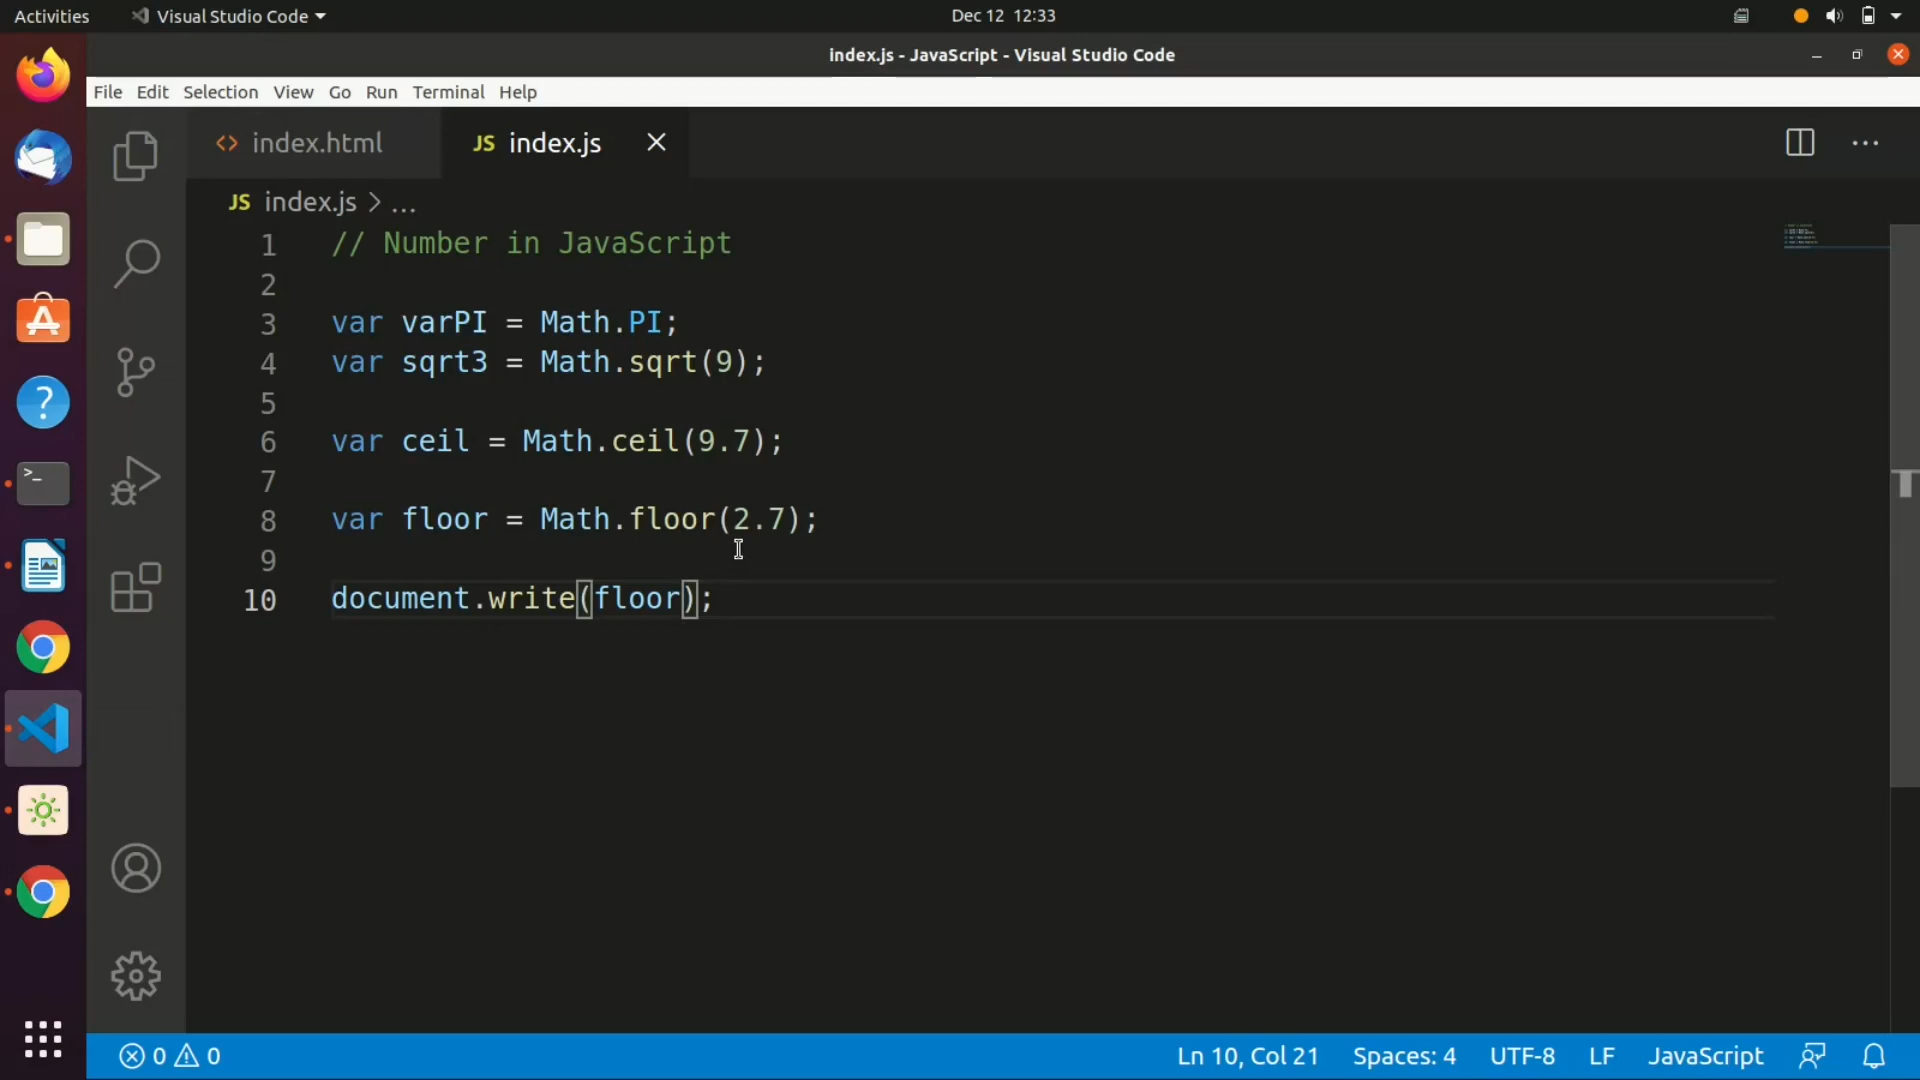 Activities
Visual Studio Code
Dec 12 12:33
index.js - JavaScript - Visual Studio Code
File Edit Selection View Go Run Terminal Help
<> index.html
JS index.js
JS index.js > ...
1 // Number in JavaScript
2
3 var varPI = Math.PI;
4 var sqrt3 = Math.sqrt(9);
5
6 var ceil = Math.ceil(9.7);
7
8 var floor = Math.floor(2.7);
9
10 document.write(floor);
0 0
Ln 10, Col 21
Spaces: 4
UTF-8
LF
JavaScript